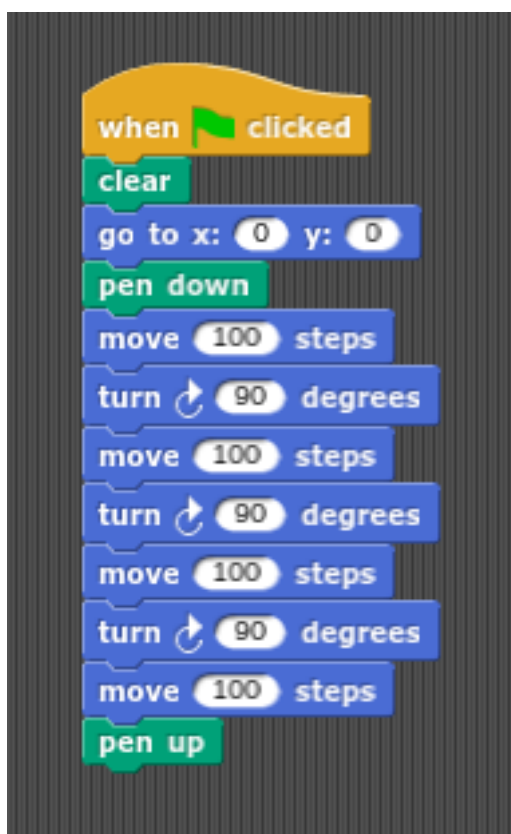 when clicked
clear
go to x: 0 y: 0
pen down
move 100 steps
turn 90 degrees
move 100 steps
turn 90 degrees
move 100 steps
turn 90 degrees
move 100 steps
pen up